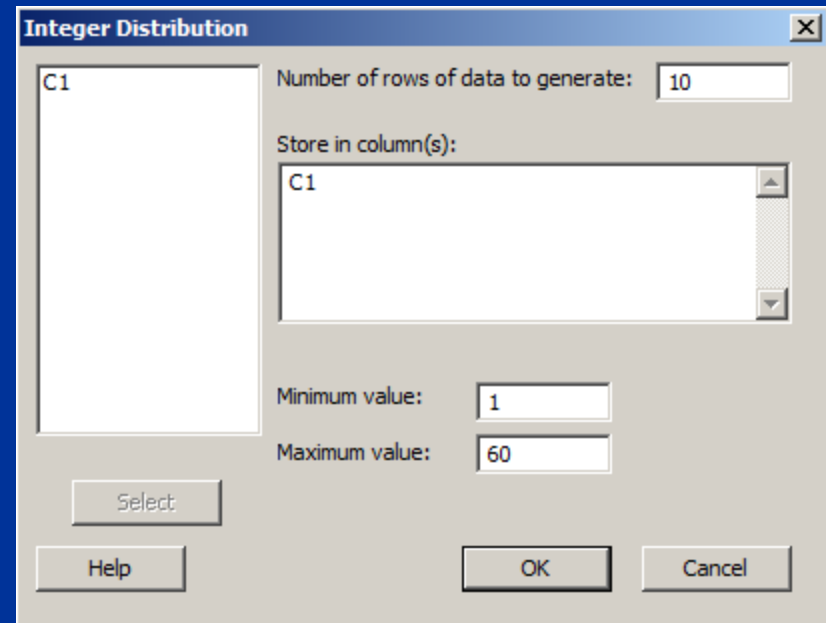 Integer Distribution
C1
Number of rows of data to generate: 10
Store in column(s):
C1
Minimum value: 1
Maximum value: 60
Select
Help OK Cancel